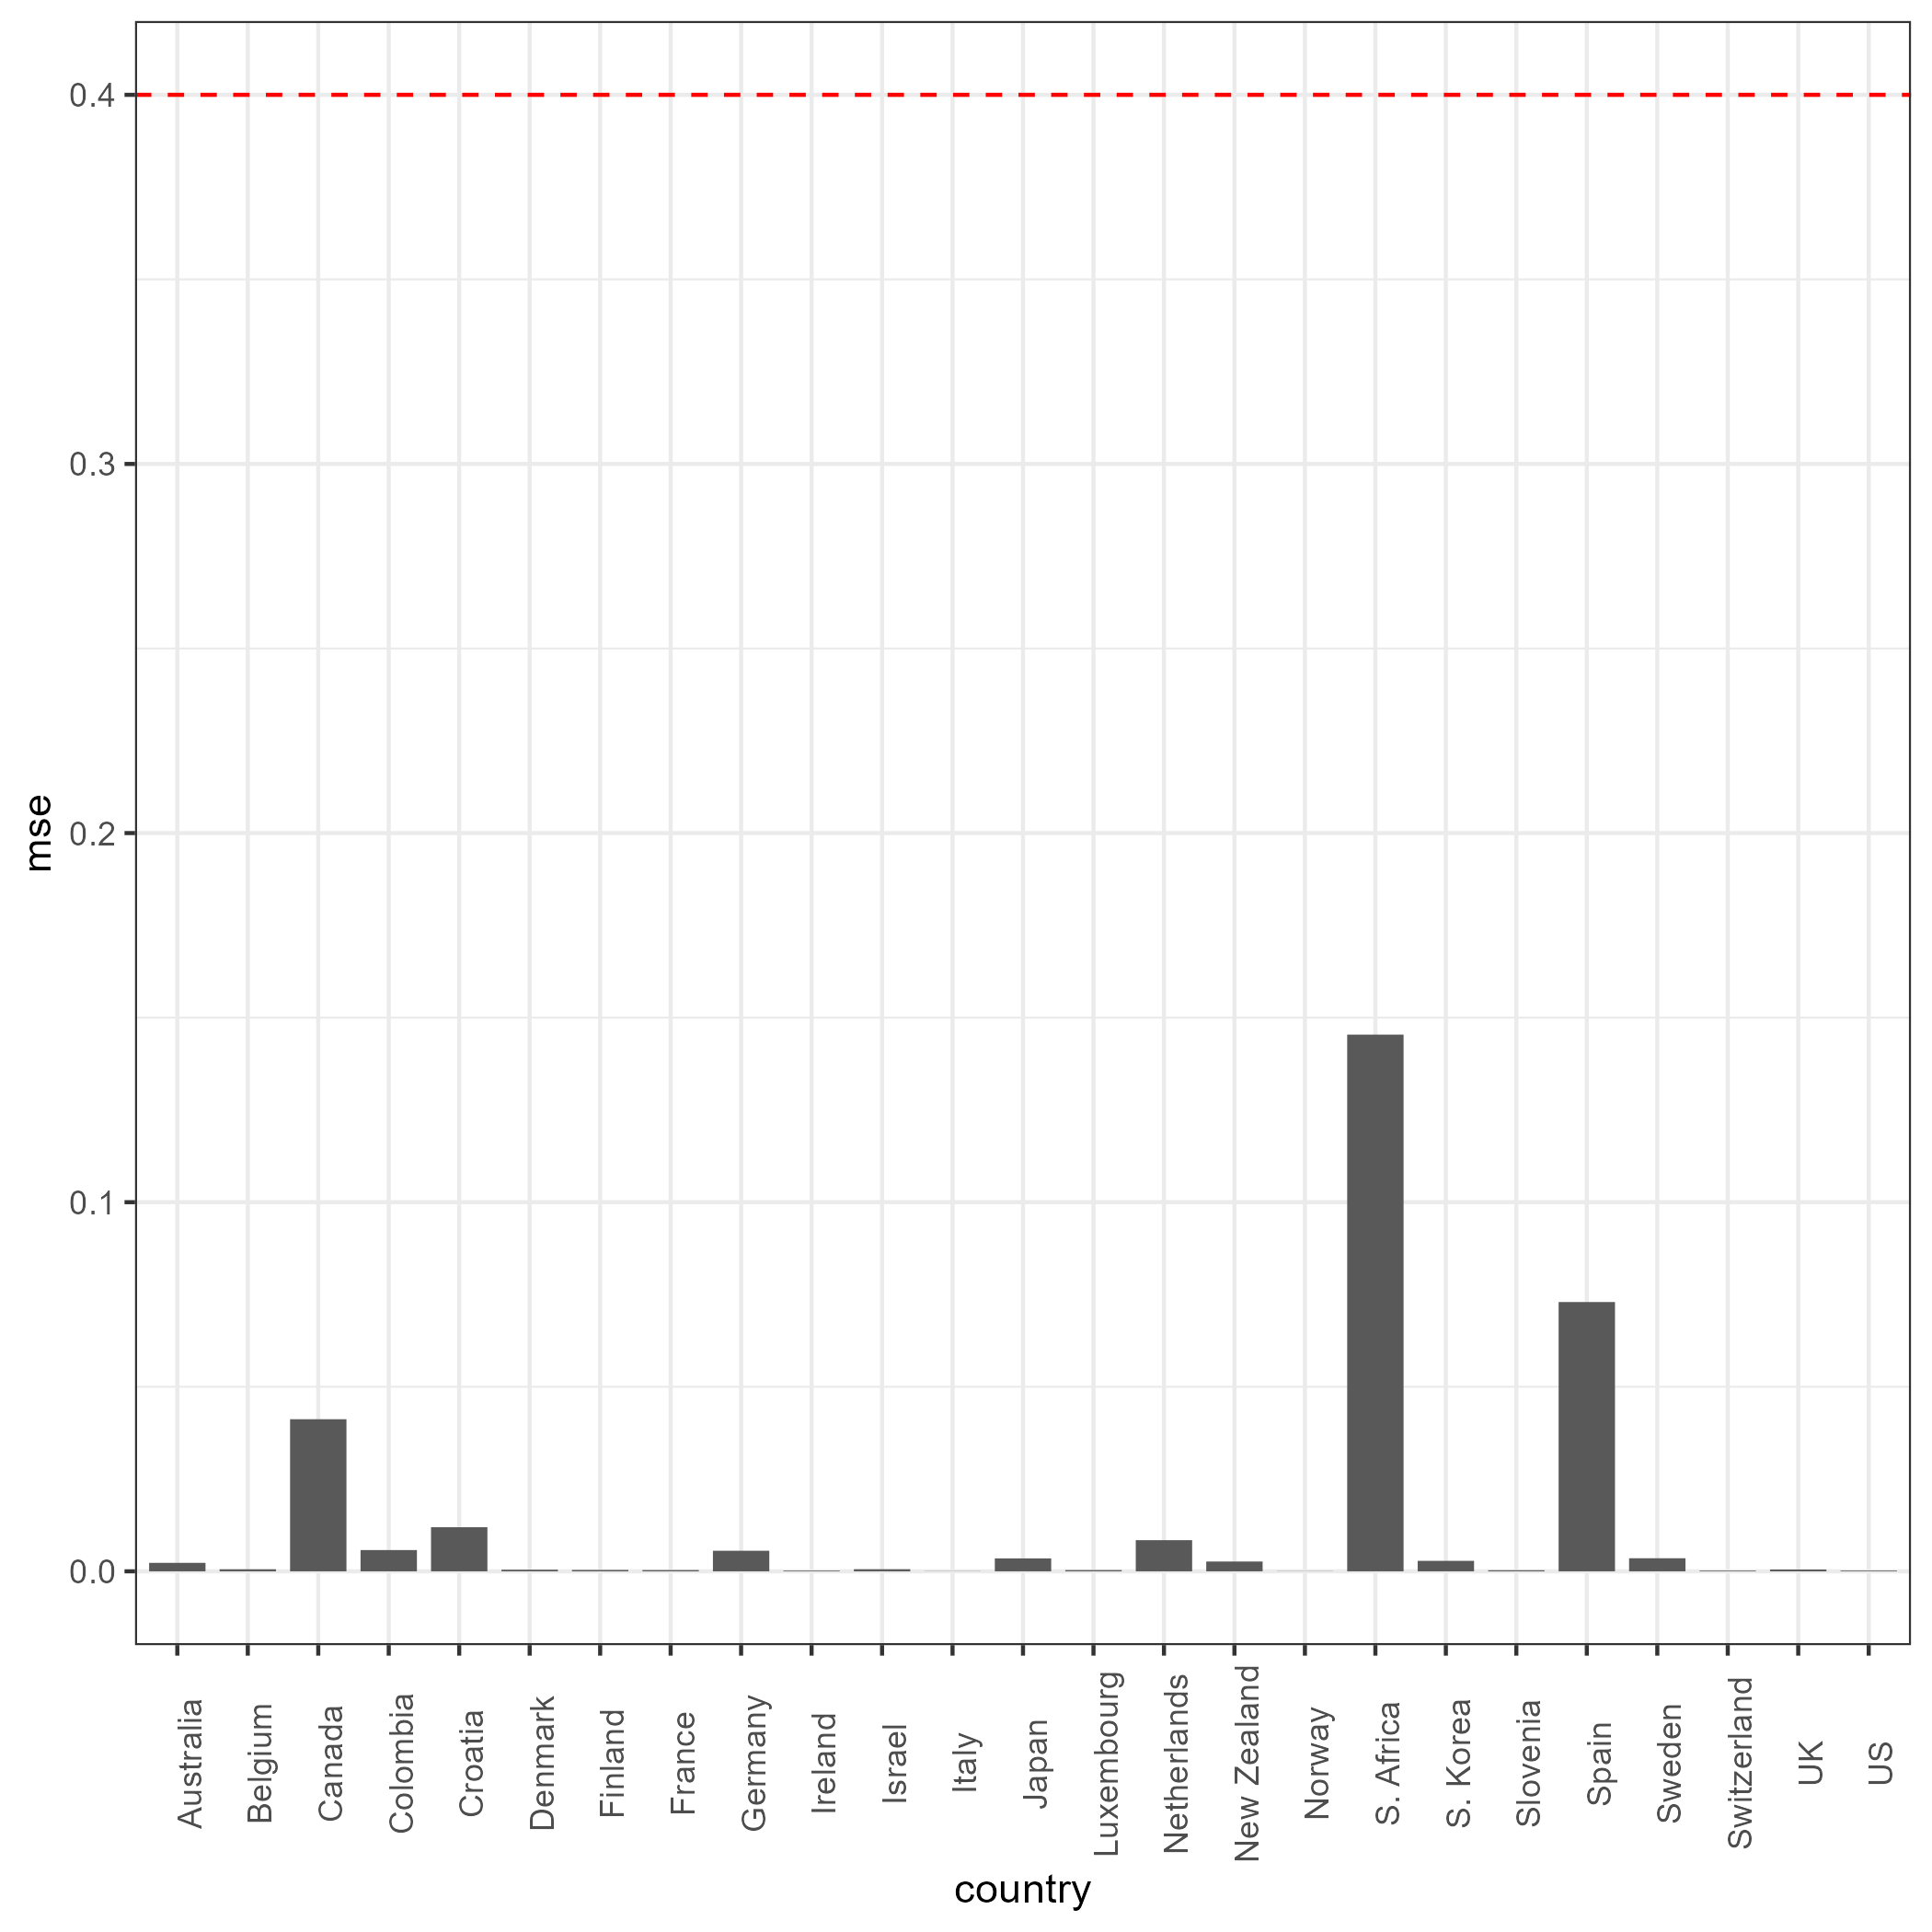 mse
0.4
0.3
0.2
0.1
0.0
Australia
Belgium
Canada
Colombia
Croatia
Denmark
Finland
France
Germany
Ireland
Israel
Italy
Japan
Luxembourg
Netherlands
New Zealand
Norway
S. Africa
S. Korea
Slovenia
Spain
Sweden
Switzerland
UK
US
country